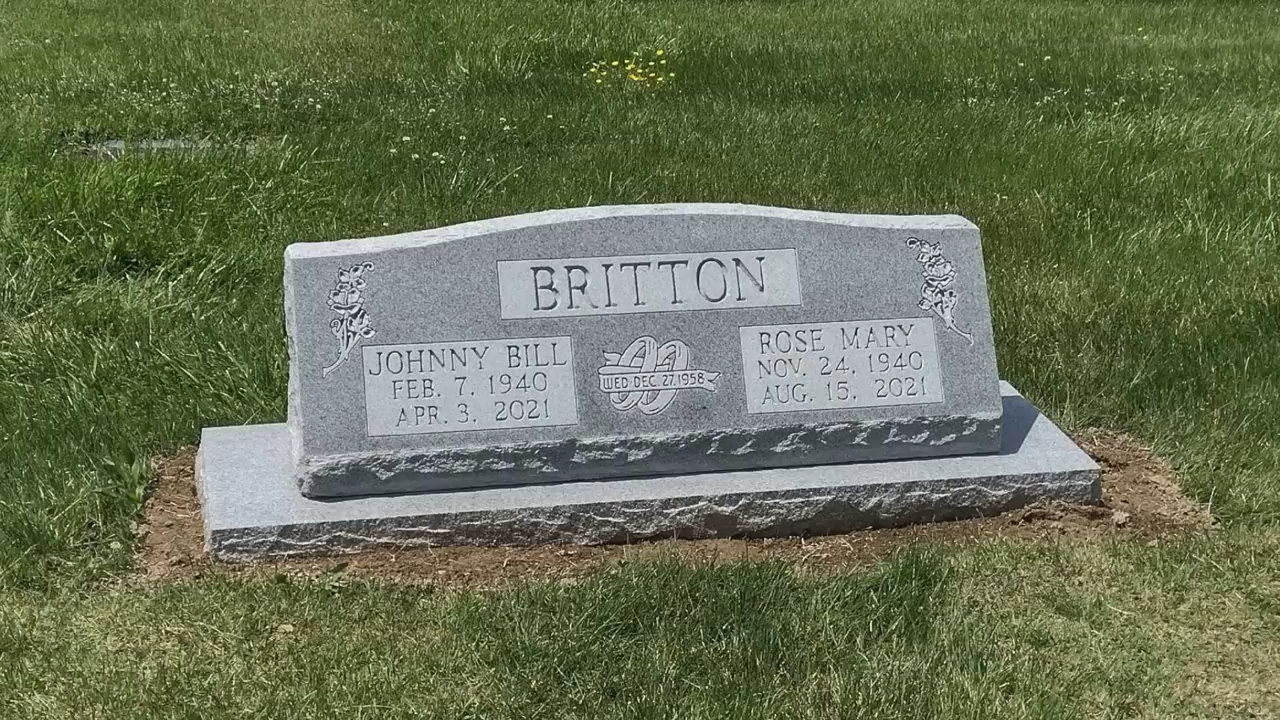 BRITTON
JOHNNY BILL
FEB. 7, 1940
APR. 3, 2021
WED. DEC. 27, 1958
ROSE MARY
NOV. 24, 1940
AUG. 15, 2021